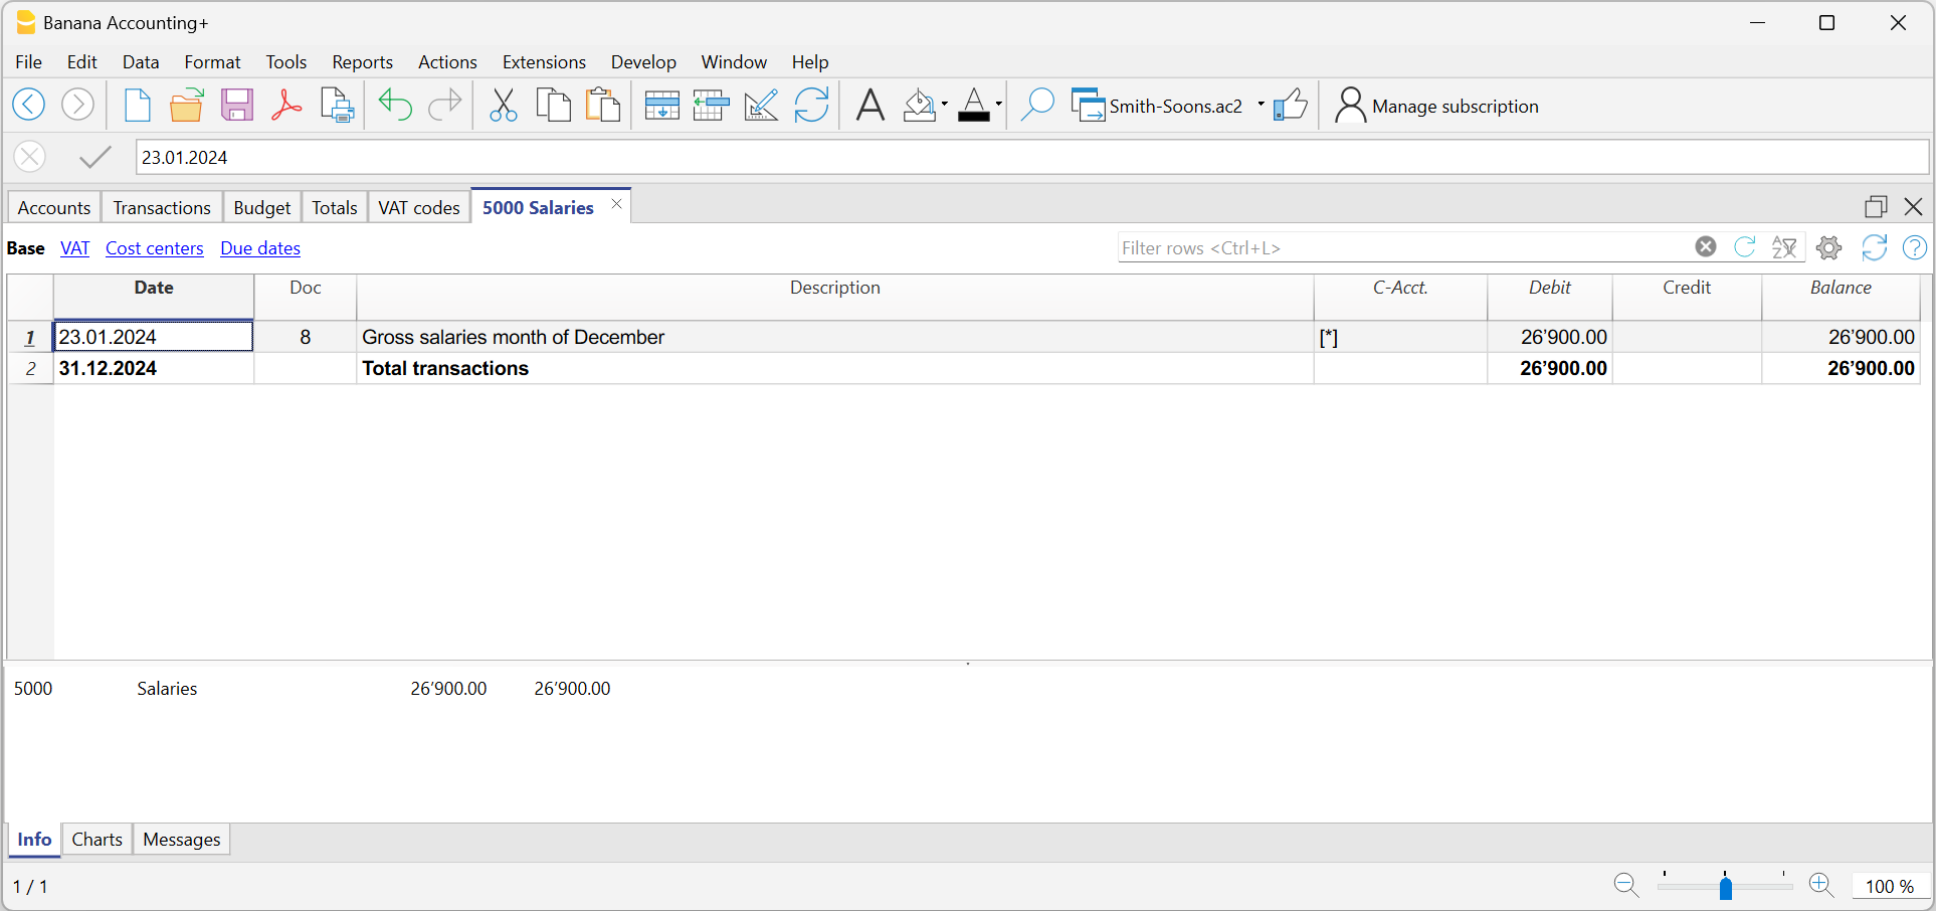 Banana Accounting+
File Edit Data Format Tools Reports Actions Extensions Develop Window Help
Smith-Soons.ac2 Manage subscription
23.01.2024
Accounts Transactions Budget Totals VAT codes 5000 Salaries
Base VAT Cost centers Due dates Filter rows <Ctrl+L>
Date Doc Description C-Acct. Debit Credit Balance
1 23.01.2024 8 Gross salaries month of December [*] 26’900.00 26’900.00
2 31.12.2024 Total transactions 26’900.00 26’900.00
5000 Salaries 26’900.00 26’900.00
Info Charts Messages
1 / 1 100 %